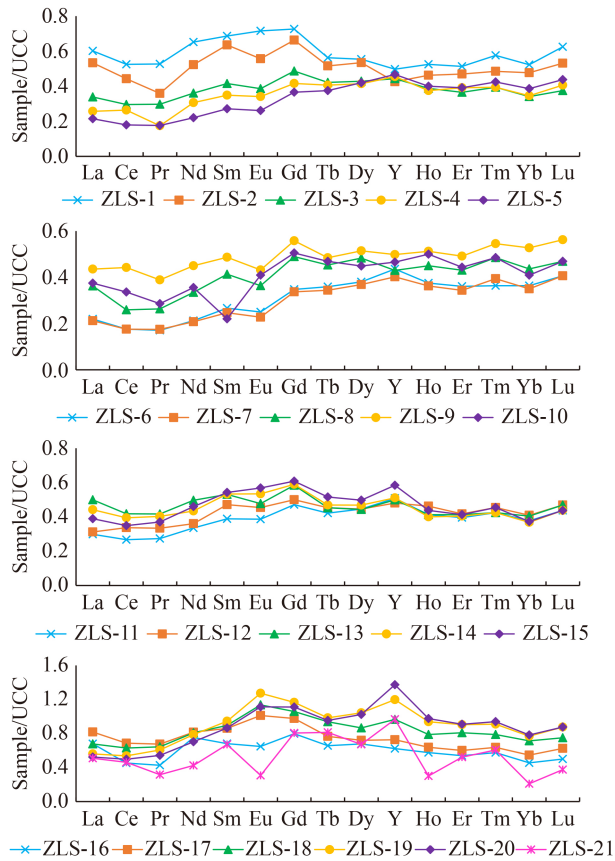 Sample/UCC
0.8
0.6
0.4
0.2
0.0
La Ce Pr Nd Sm Eu Gd Tb Dy Y Ho Er Tm Yb Lu
ZLS-1 ZLS-2 ZLS-3 ZLS-4 ZLS-5
Sample/UCC
0.6
0.4
0.2
0.0
La Ce Pr Nd Sm Eu Gd Tb Dy Y Ho Er Tm Yb Lu
ZLS-6 ZLS-7 ZLS-8 ZLS-9 ZLS-10
Sample/UCC
0.8
0.6
0.4
0.2
0.0
La Ce Pr Nd Sm Eu Gd Tb Dy Y Ho Er Tm Yb Lu
ZLS-11 ZLS-12 ZLS-13 ZLS-14 ZLS-15
Sample/UCC
1.6
1.2
0.8
0.4
0.0
La Ce Pr Nd Sm Eu Gd Tb Dy Y Ho Er Tm Yb Lu
ZLS-16 ZLS-17 ZLS-18 ZLS-19 ZLS-20 ZLS-21